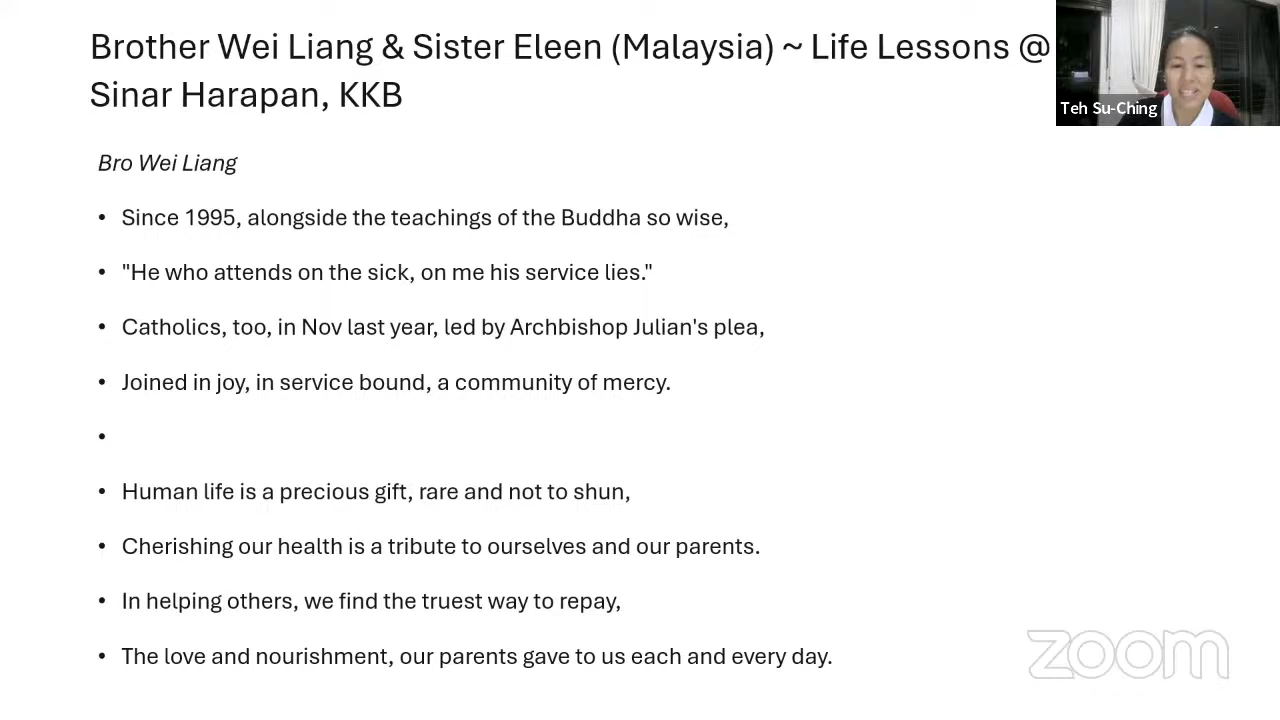 Brother Wei Liang & Sister Eleen (Malaysia) ~ Life Lessons @
Sinar Harapan, KKB
Teh Su-Ching
Bro Wei Liang
• Since 1995, alongside the teachings of the Buddha so wise,
• "He who attends on the sick, on me his service lies."
• Catholics, too, in Nov last year, led by Archbishop Julian's plea,
• Joined in joy, in service bound, a community of mercy.
•
• Human life is a precious gift, rare and not to shun,
• Cherishing our health is a tribute to ourselves and our parents.
• In helping others, we find the truest way to repay,
• The love and nourishment, our parents gave to us each and every day.
zoom